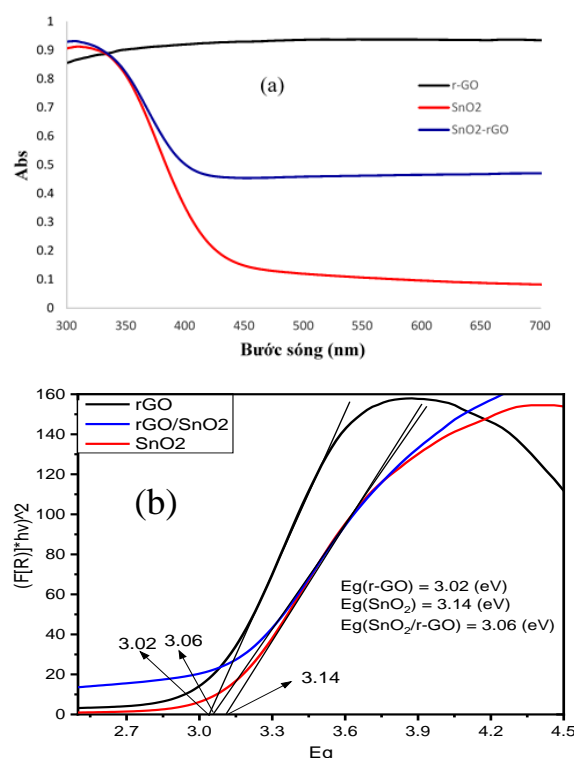 1
0.9
0.8
0.7
0.6
0.5
0.4
0.3
0.2
0.1
0
Abs
(a)
r-GO
SnO2
SnO2-rGO
300 350 400 450 500 550 600 650 700
Bước sóng (nm)
160
140
120
100
80
60
40
20
0
(F[R)]*hv)^2
rGO
rGO/SnO2
SnO2
(b)
Eg(r-GO) = 3.02 (eV)
Eg(SnO₂) = 3.14 (eV)
Eg(SnO₂/r-GO) = 3.06 (eV)
3.02 3.06
3.14
2.7 3.0 3.3 3.6 3.9 4.2 4.5
Eg